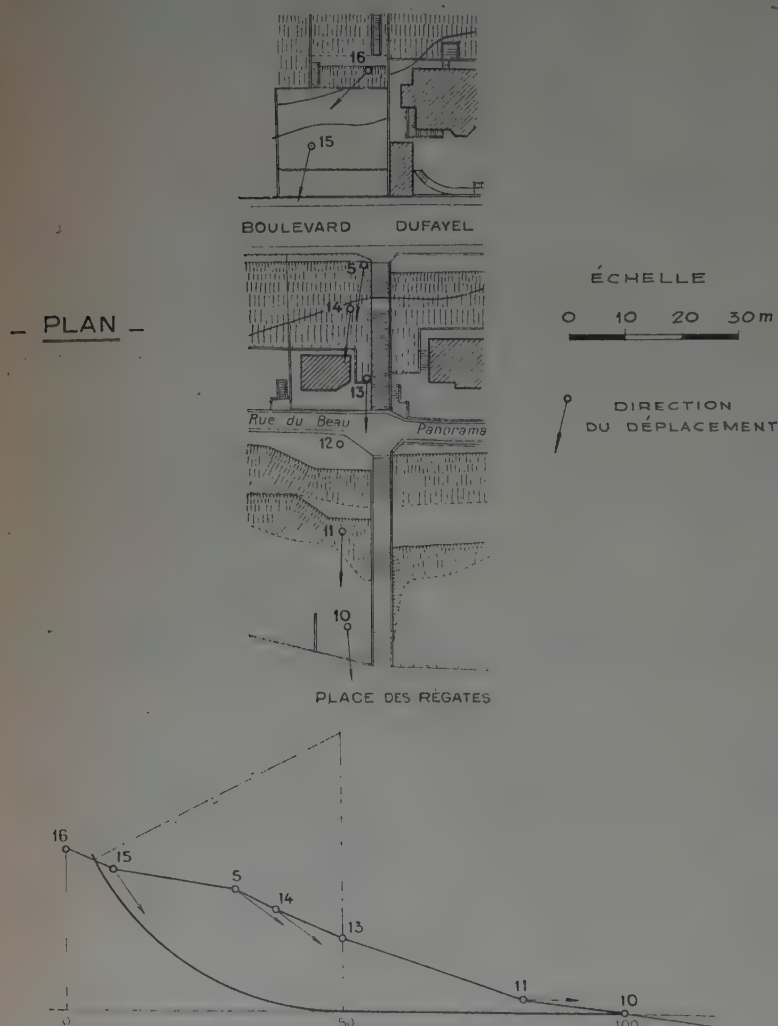 16
15
BOULEVARD DUFAYEL
5
14
13
- PLAN -
ÉCHELLE
0 10 20 30 m
DIRECTION
DU DÉPLACEMENT
Rue du Beau Panorama
12
11
10
PLACE DES RÉGATES
16
15
5
14
13
11
10
0 50 100